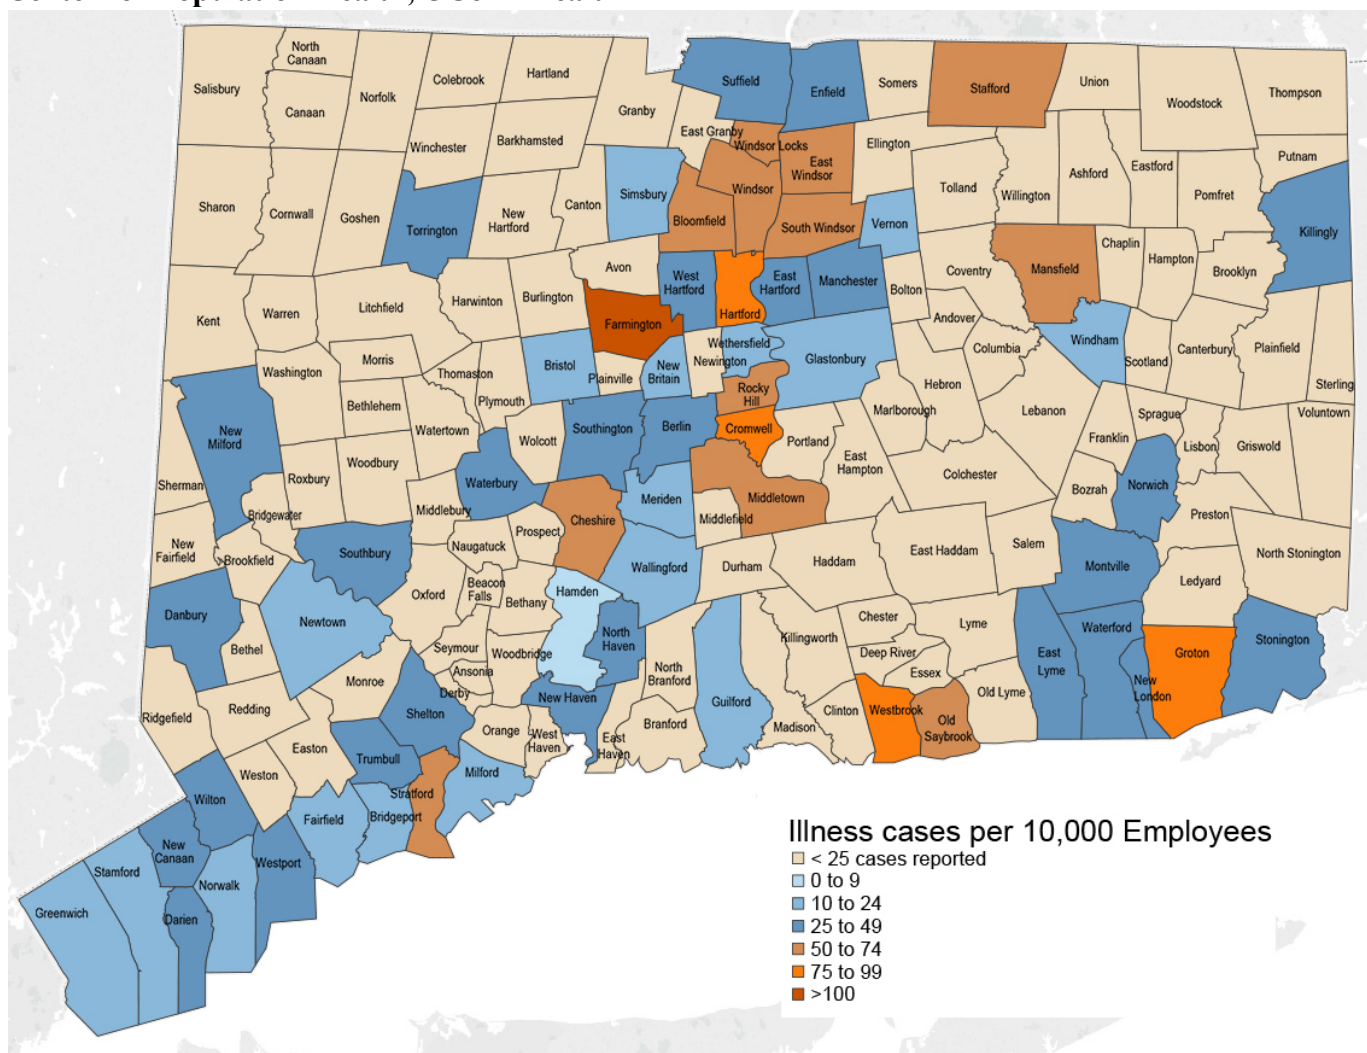 North
Canaan
Salisbury
Canaan
Norfolk
Colebrook
Hartland
Granby
Suffield
Enfield
Somers
Stafford
Union
Woodstock
Thompson
Winchester
Barkhamsted
East Granby
Windsor Locks
East
Windsor
Ellington
Tolland
Willington
Ashford
Eastford
Pomfret
Putnam
Sharon
Cornwall
Goshen
Torrington
New
Hartford
Canton
Simsbury
Bloomfield
Windsor
South Windsor
Vernon
Mansfield
Chaplin
Hampton
Brooklyn
Killingly
Kent
Warren
Litchfield
Harwinton
Burlington
Avon
Farmington
West
Hartford
Hartford
East
Hartford
Manchester
Bolton
Coventry
Andover
Columbia
Windham
Scotland
Canterbury
Plainfield
Sterling
Washington
Morris
Bethlehem
Thomaston
Plymouth
Bristol
Plainville
New
Britain
Newington
Wethersfield
Glastonbury
Rocky
Hill
Hebron
Marlborough
Lebanon
Sprague
Franklin
Lisbon
Griswold
Voluntown
New
Milford
Watertown
Wolcott
Southington
Berlin
Cromwell
Portland
East
Hampton
Colchester
Bozrah
Norwich
Preston
Sherman
Roxbury
Woodbury
Bridgewater
Middlebury
Waterbury
Cheshire
Meriden
Middlefield
Middletown
New
Fairfield
Brookfield
Southbury
Naugatuck
Prospect
Wallingford
Durham
Haddam
East Haddam
Salem
Montville
Ledyard
North Stonington
Danbury
Bethel
Newtown
Oxford
Beacon
Falls
Bethany
Hamden
North
Haven
Killingworth
Chester
Deep River
Essex
Lyme
East
Lyme
Waterford
New
London
Groton
Stonington
Ridgefield
Redding
Monroe
Seymour
Ansonia
Derby
Woodbridge
New Haven
North
Branford
Guilford
Madison
Clinton
Westbrook
Old
Saybrook
Old Lyme
Weston
Easton
Shelton
Trumbull
Orange
West
Haven
East
Haven
Branford
Milford
Stratford
Bridgeport
Fairfield
Wilton
New
Canaan
Westport
Norwalk
Darien
Stamford
Greenwich
Illness cases per 10,000 Employees
< 25 cases reported
0 to 9
10 to 24
25 to 49
50 to 74
75 to 99
>100